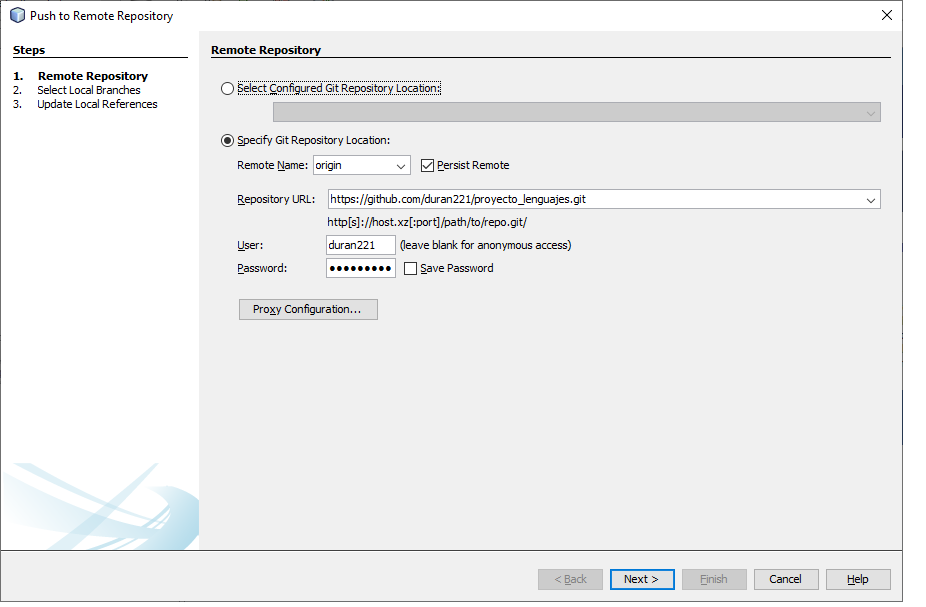 Push to Remote Repository
Steps
1. Remote Repository
2. Select Local Branches
3. Update Local References
Remote Repository
Select Configured Git Repository Location:
Specify Git Repository Location:
Remote Name: origin Persist Remote
Repository URL: https://github.com/duran221/proyecto_lenguajes.git
http[s]://host.xz[:port]/path/to/repo.git/
User: duran221 (leave blank for anonymous access)
Password: ●●●●●●●●● Save Password
Proxy Configuration...
< Back Next > Finish Cancel Help